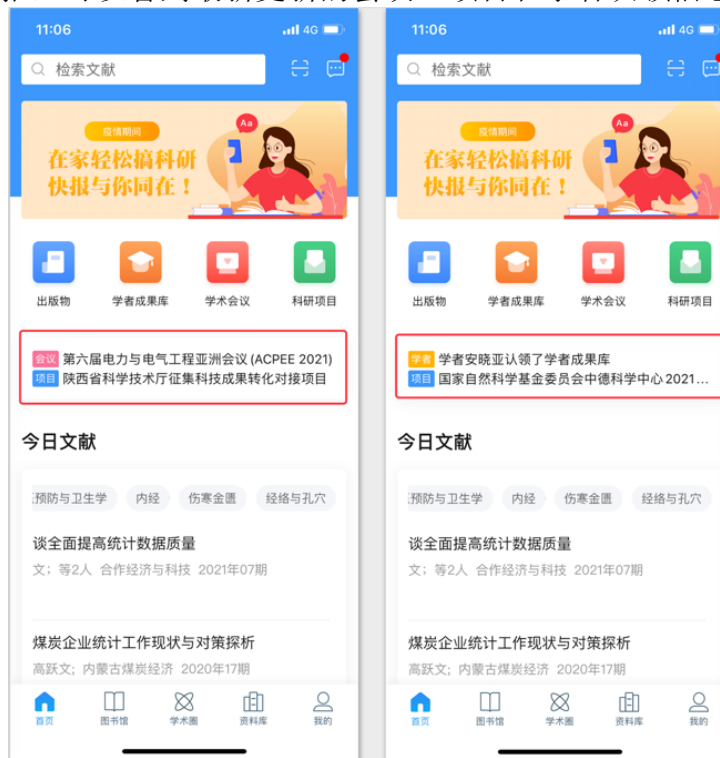 11:06
4G
检索文献
疫情期间
Aa
在家轻松搞科研
快报与你同在！
出版物
学者成果库
学术会议
科研项目
会议 第六届电力与电气工程亚洲会议 (ACPEE 2021)
项目 陕西省科学技术厅征集科技成果转化对接项目
今日文献
预防与卫生学
内经
伤寒金匮
经络与孔穴
谈全面提高统计数据质量
文; 等2人 合作经济与科技 2021年07期
煤炭企业统计工作现状与对策探析
高跃文; 内蒙古煤炭经济 2020年17期
首页
图书馆
学术圈
资料库
我的
11:06
4G
检索文献
疫情期间
Aa
在家轻松搞科研
快报与你同在！
出版物
学者成果库
学术会议
科研项目
学者 学者安晓亚认领了学者成果库
项目 国家自然科学基金委员会中德科学中心 2021...
今日文献
预防与卫生学
内经
伤寒金匮
经络与孔穴
谈全面提高统计数据质量
文; 等2人 合作经济与科技 2021年07期
煤炭企业统计工作现状与对策探析
高跃文; 内蒙古煤炭经济 2020年17期
首页
图书馆
学术圈
资料库
我的